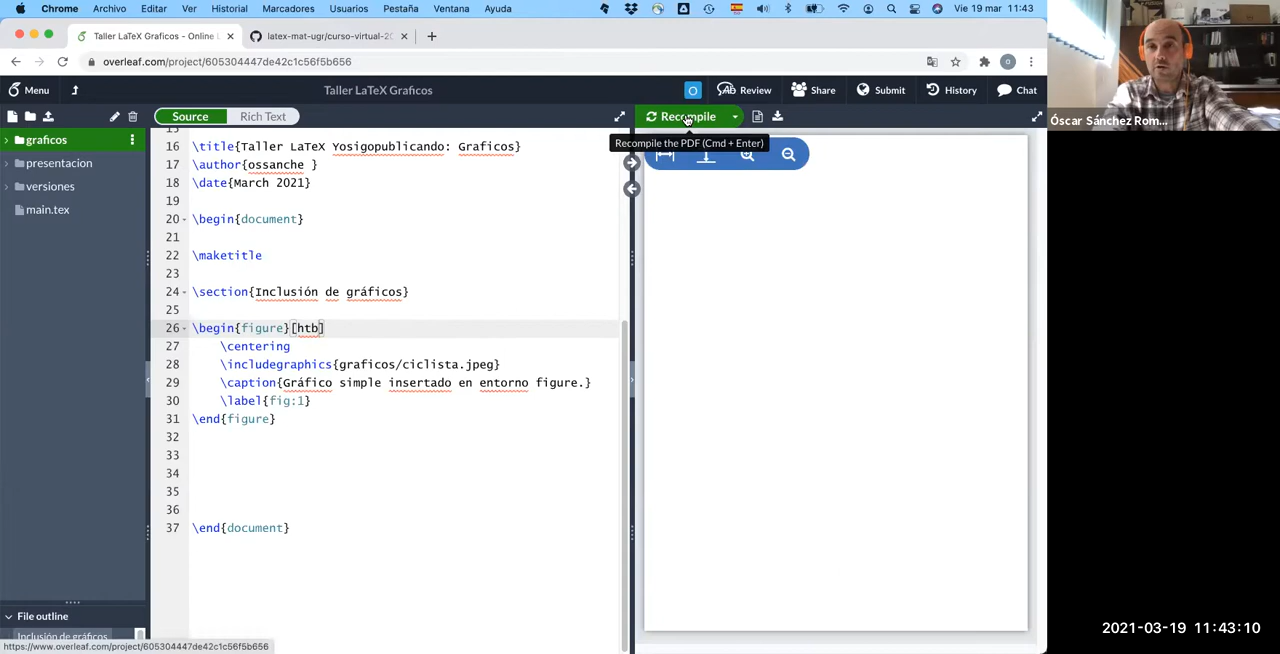 Chrome Archivo Editar Ver Historial Marcadores Usuarios Pestaña Ventana Ayuda Vie 19 mar 11:43
Taller LaTeX Graficos - Online L
latex-mat-ugr/curso-virtual-20
overleaf.com/project/605304447de42c1c56f5b656
Menu Taller LaTeX Graficos Review Share Submit History Chat
Source Rich Text Recompile
Recompile the PDF (Cmd + Enter)
graficos
presentacion
versiones
main.tex
15
16 \title{Taller LaTeX Yosigopublicando: Graficos}
17 \author{ossanche }
18 \date{March 2021}
19
20 \begin{document}
21
22 \maketitle
23
24 \section{Inclusión de gráficos}
25
26 \begin{figure}[htb]
27 \centering
28 \includegraphics{graficos/ciclista.jpeg}
29 \caption{Gráfico simple insertado en entorno figure.}
30 \label{fig:1}
31 \end{figure}
32
33
34
35
36
37 \end{document}
File outline
Inclusión de gráficos
https://www.overleaf.com/project/605304447de42c1c56f5b656
Óscar Sánchez Rom...
2021-03-19 11:43:10